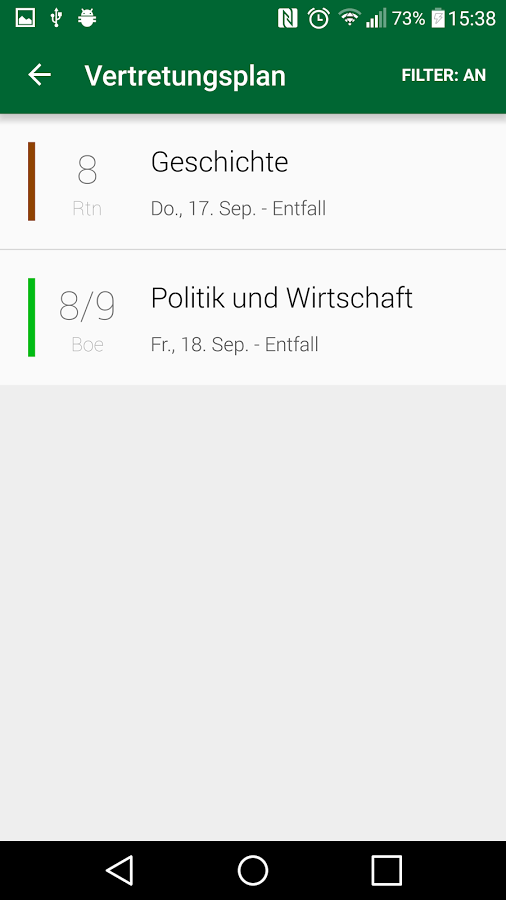 73% 15:38
Vertretungsplan FILTER: AN
8 Geschichte
Rtn Do., 17. Sep. - Entfall
8/9 Politik und Wirtschaft
Boe Fr., 18. Sep. - Entfall